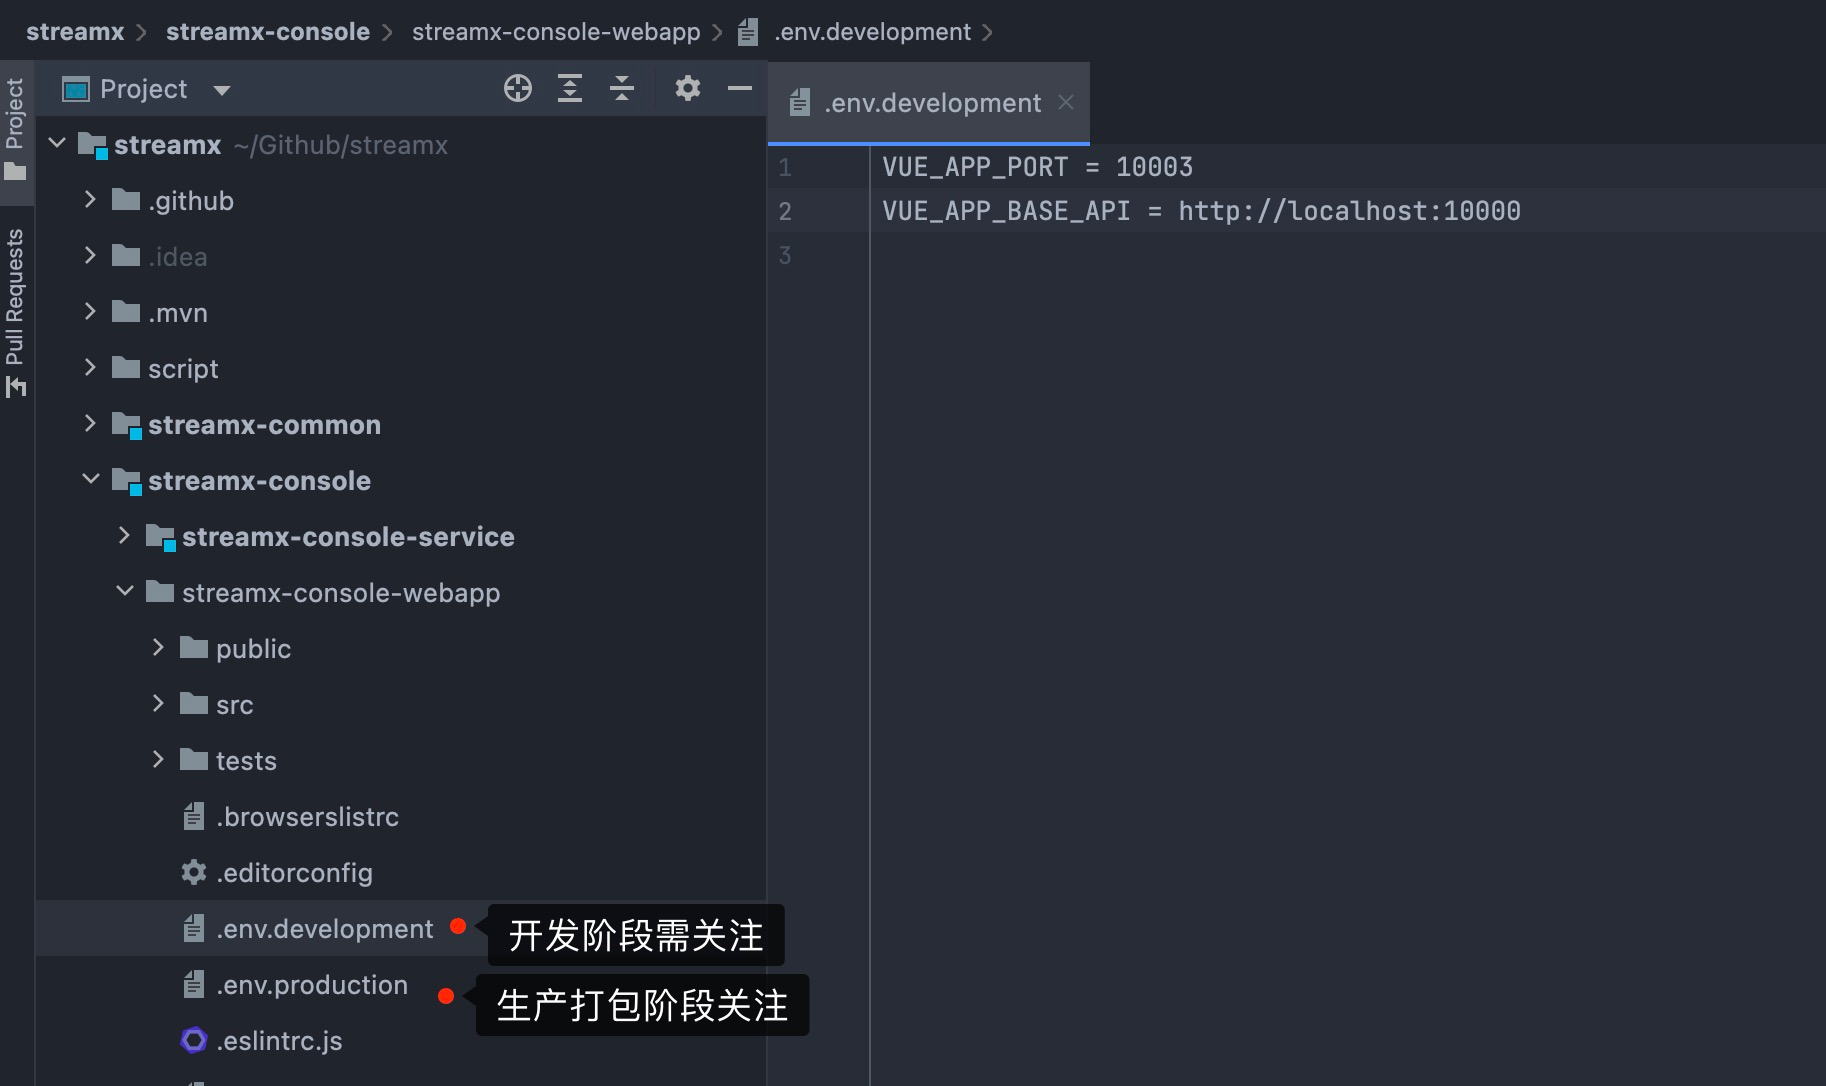 streamx
streamx-console
streamx-console-webapp
.env.development
Project
Pull Requests
Project
streamx ~/Github/streamx
.github
.idea
.mvn
script
streamx-common
streamx-console
streamx-console-service
streamx-console-webapp
public
src
tests
.browserslistrc
.editorconfig
.env.development
开发阶段需关注
.env.production
生产打包阶段关注
.eslintrc.js
.env.development
1 VUE_APP_PORT = 10003
2 VUE_APP_BASE_API = http://localhost:10000
3